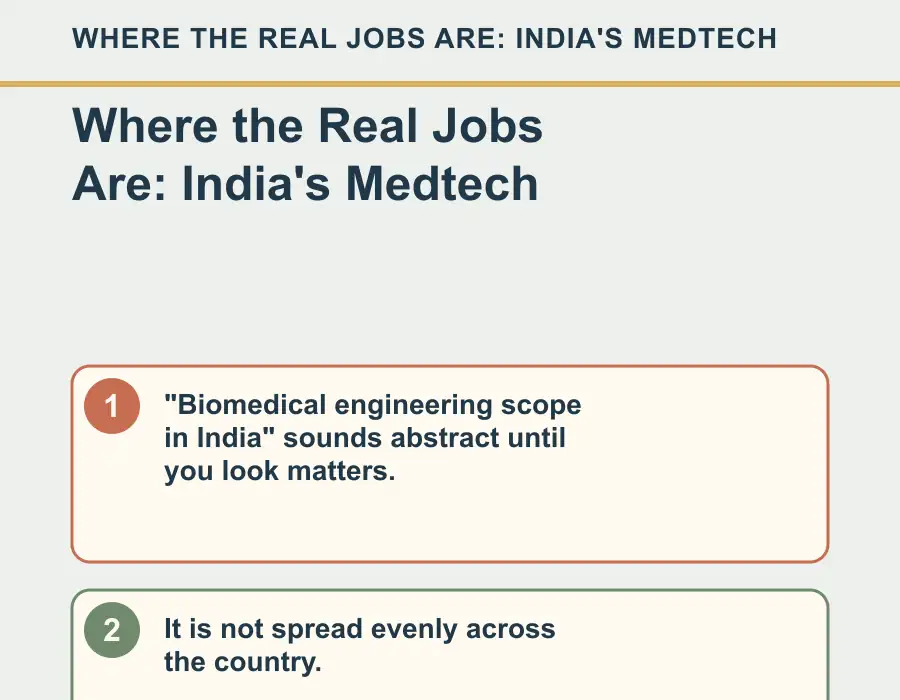 WHERE THE REAL JOBS ARE: INDIA'S MEDTECH
Where the Real Jobs
Are: India's Medtech
1
"Biomedical engineering scope
in India" sounds abstract until
you look matters.
2
It is not spread evenly across
the country.